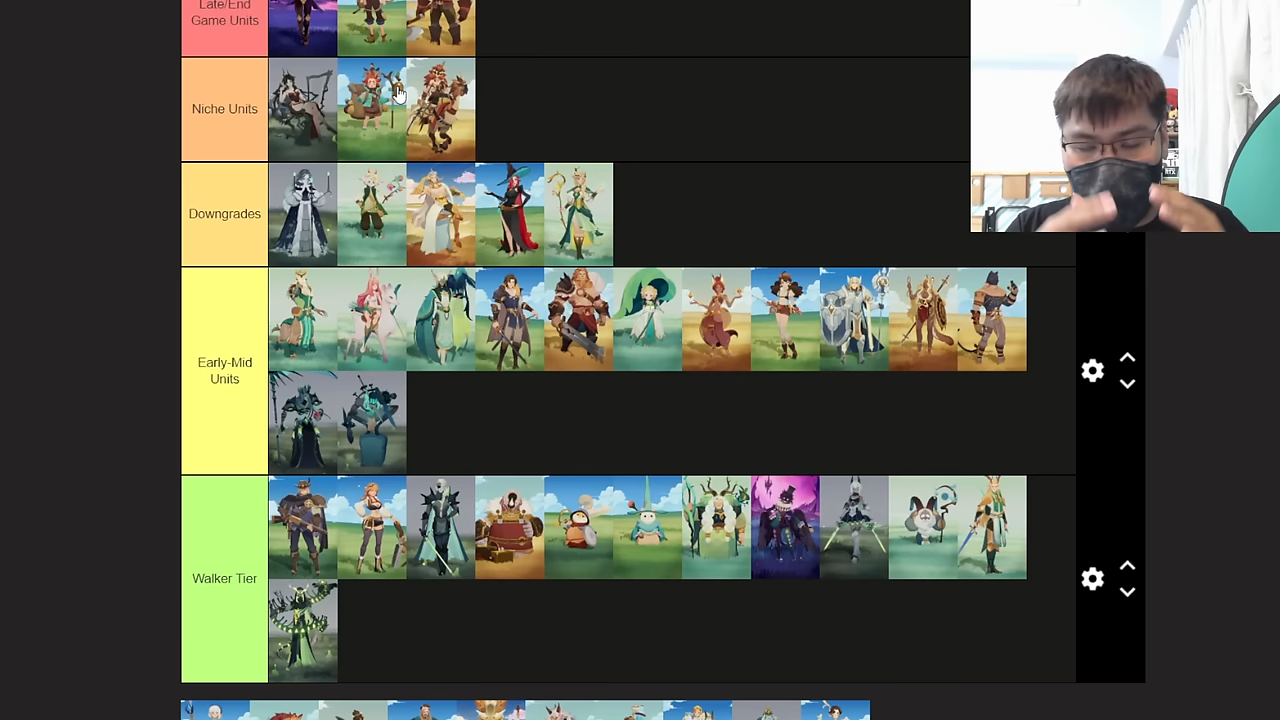 Late/End
Game Units
Niche Units
Downgrades
Early-Mid
Units
Walker Tier